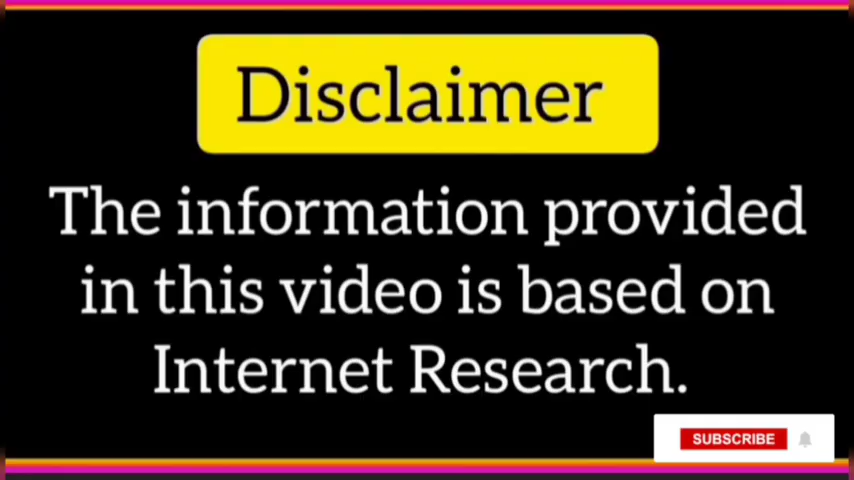 Disclaimer
The information provided
in this video is based on
Internet Research.
SUBSCRIBE